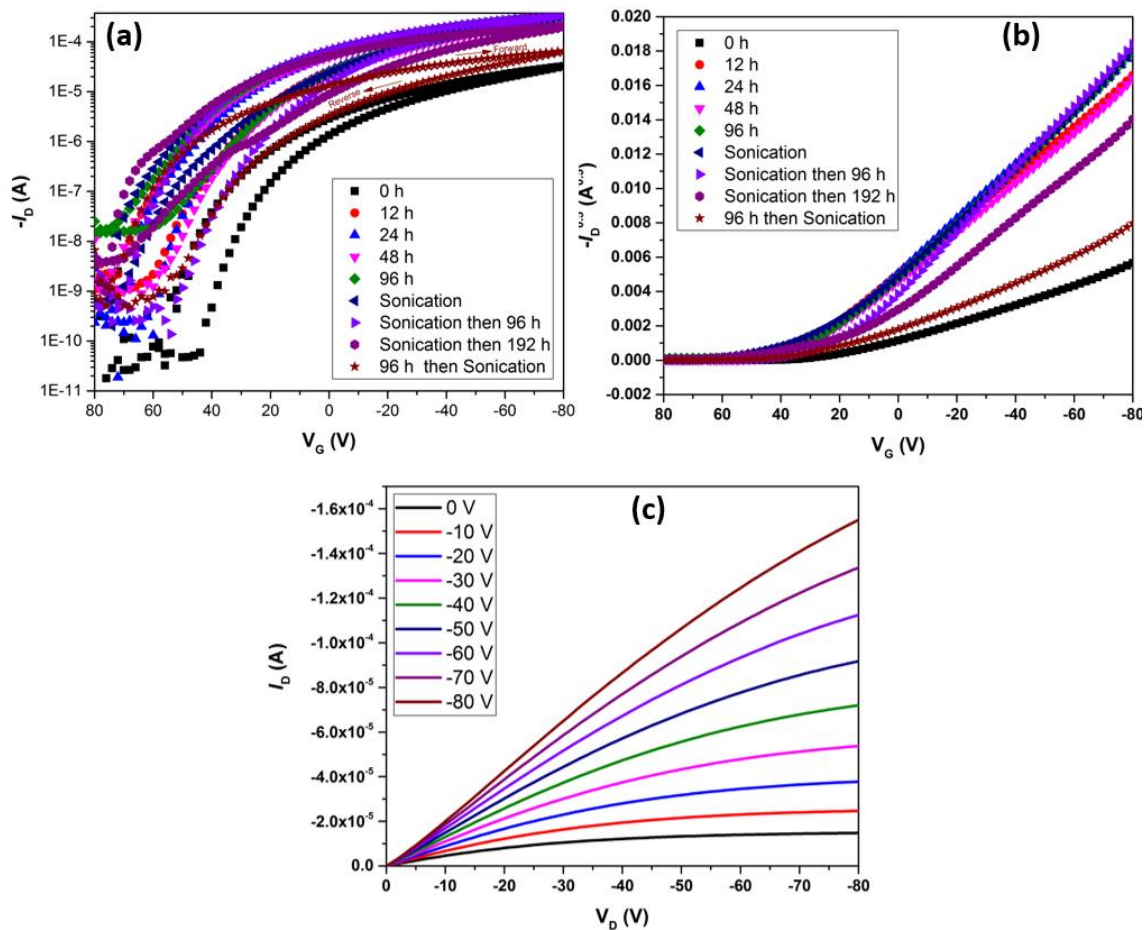 (a)
-I_D (A)
1E-4
1E-5
1E-6
1E-7
1E-8
1E-9
1E-10
1E-11
Forward
Reverse
0 h
12 h
24 h
48 h
96 h
Sonication
Sonication then 96 h
Sonication then 192 h
96 h then Sonication
80 60 40 20 0 -20 -40 -60 -80
V_G (V)
(b)
-I_D^0.5 (A^0.5)
0.020
0.018
0.016
0.014
0.012
0.010
0.008
0.006
0.004
0.002
0.000
-0.002
0 h
12 h
24 h
48 h
96 h
Sonication
Sonication then 96 h
Sonication then 192 h
96 h then Sonication
80 60 40 20 0 -20 -40 -60 -80
V_G (V)
(c)
I_D (A)
-1.6x10^-4
-1.4x10^-4
-1.2x10^-4
-1.0x10^-4
-8.0x10^-5
-6.0x10^-5
-4.0x10^-5
-2.0x10^-5
0.0
0 V
-10 V
-20 V
-30 V
-40 V
-50 V
-60 V
-70 V
-80 V
0 -10 -20 -30 -40 -50 -60 -70 -80
V_D (V)